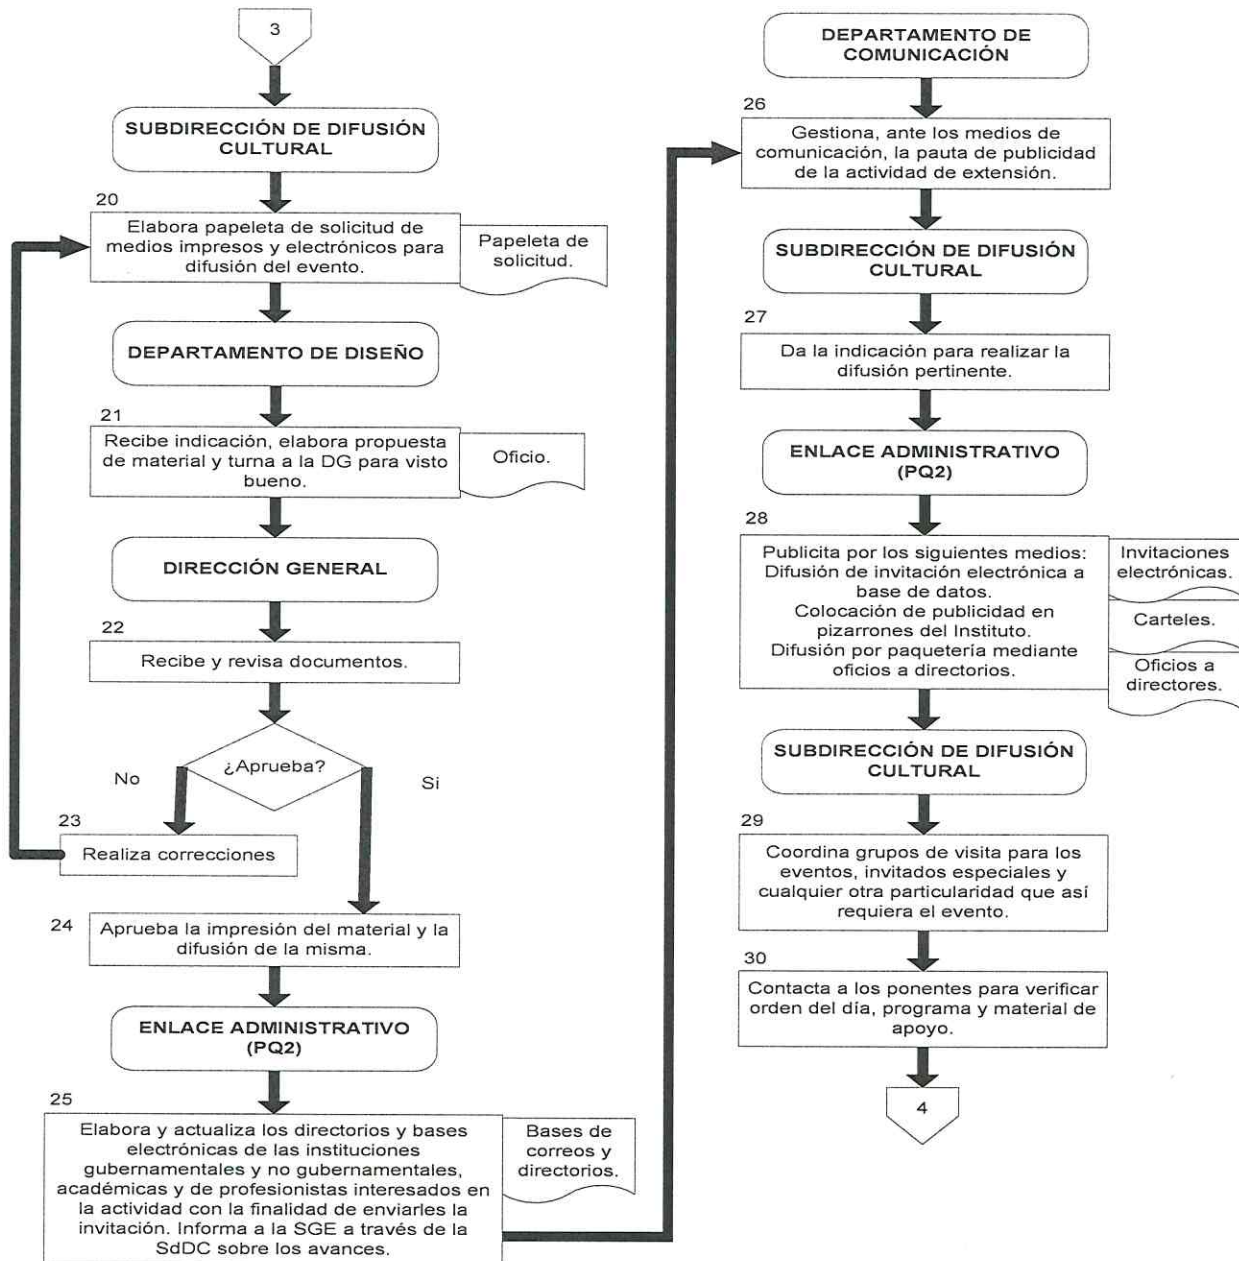 3
SUBDIRECCIÓN DE DIFUSIÓN
CULTURAL
20
Elabora papeleta de solicitud de
medios impresos y electrónicos para
difusión del evento.
Papeleta de
solicitud.
DEPARTAMENTO DE DISEÑO
21
Recibe indicación, elabora propuesta
de material y turna a la DG para visto
bueno.
Oficio.
DIRECCIÓN GENERAL
22
Recibe y revisa documentos.
¿Aprueba?
No
Si
23
Realiza correcciones
24
Aprueba la impresión del material y la
difusión de la misma.
ENLACE ADMINISTRATIVO
(PQ2)
25
Elabora y actualiza los directorios y bases
electrónicas de las instituciones
gubernamentales y no gubernamentales,
académicas y de profesionistas interesados en
la actividad con la finalidad de enviarles la
invitación. Informa a la SGE a través de la
SdDC sobre los avances.
Bases de
correos y
directorios.
DEPARTAMENTO DE
COMUNICACIÓN
26
Gestiona, ante los medios de
comunicación, la pauta de publicidad
de la actividad de extensión.
SUBDIRECCIÓN DE DIFUSIÓN
CULTURAL
27
Da la indicación para realizar la
difusión pertinente.
ENLACE ADMINISTRATIVO
(PQ2)
28
Publicita por los siguientes medios:
Difusión de invitación electrónica a
base de datos.
Colocación de publicidad en
pizarrones del Instituto.
Difusión por paquetería mediante
oficios a directorios.
Invitaciones
electrónicas.
Carteles.
Oficios a
directores.
SUBDIRECCIÓN DE DIFUSIÓN
CULTURAL
29
Coordina grupos de visita para los
eventos, invitados especiales y
cualquier otra particularidad que así
requiera el evento.
30
Contacta a los ponentes para verificar
orden del día, programa y material de
apoyo.
4